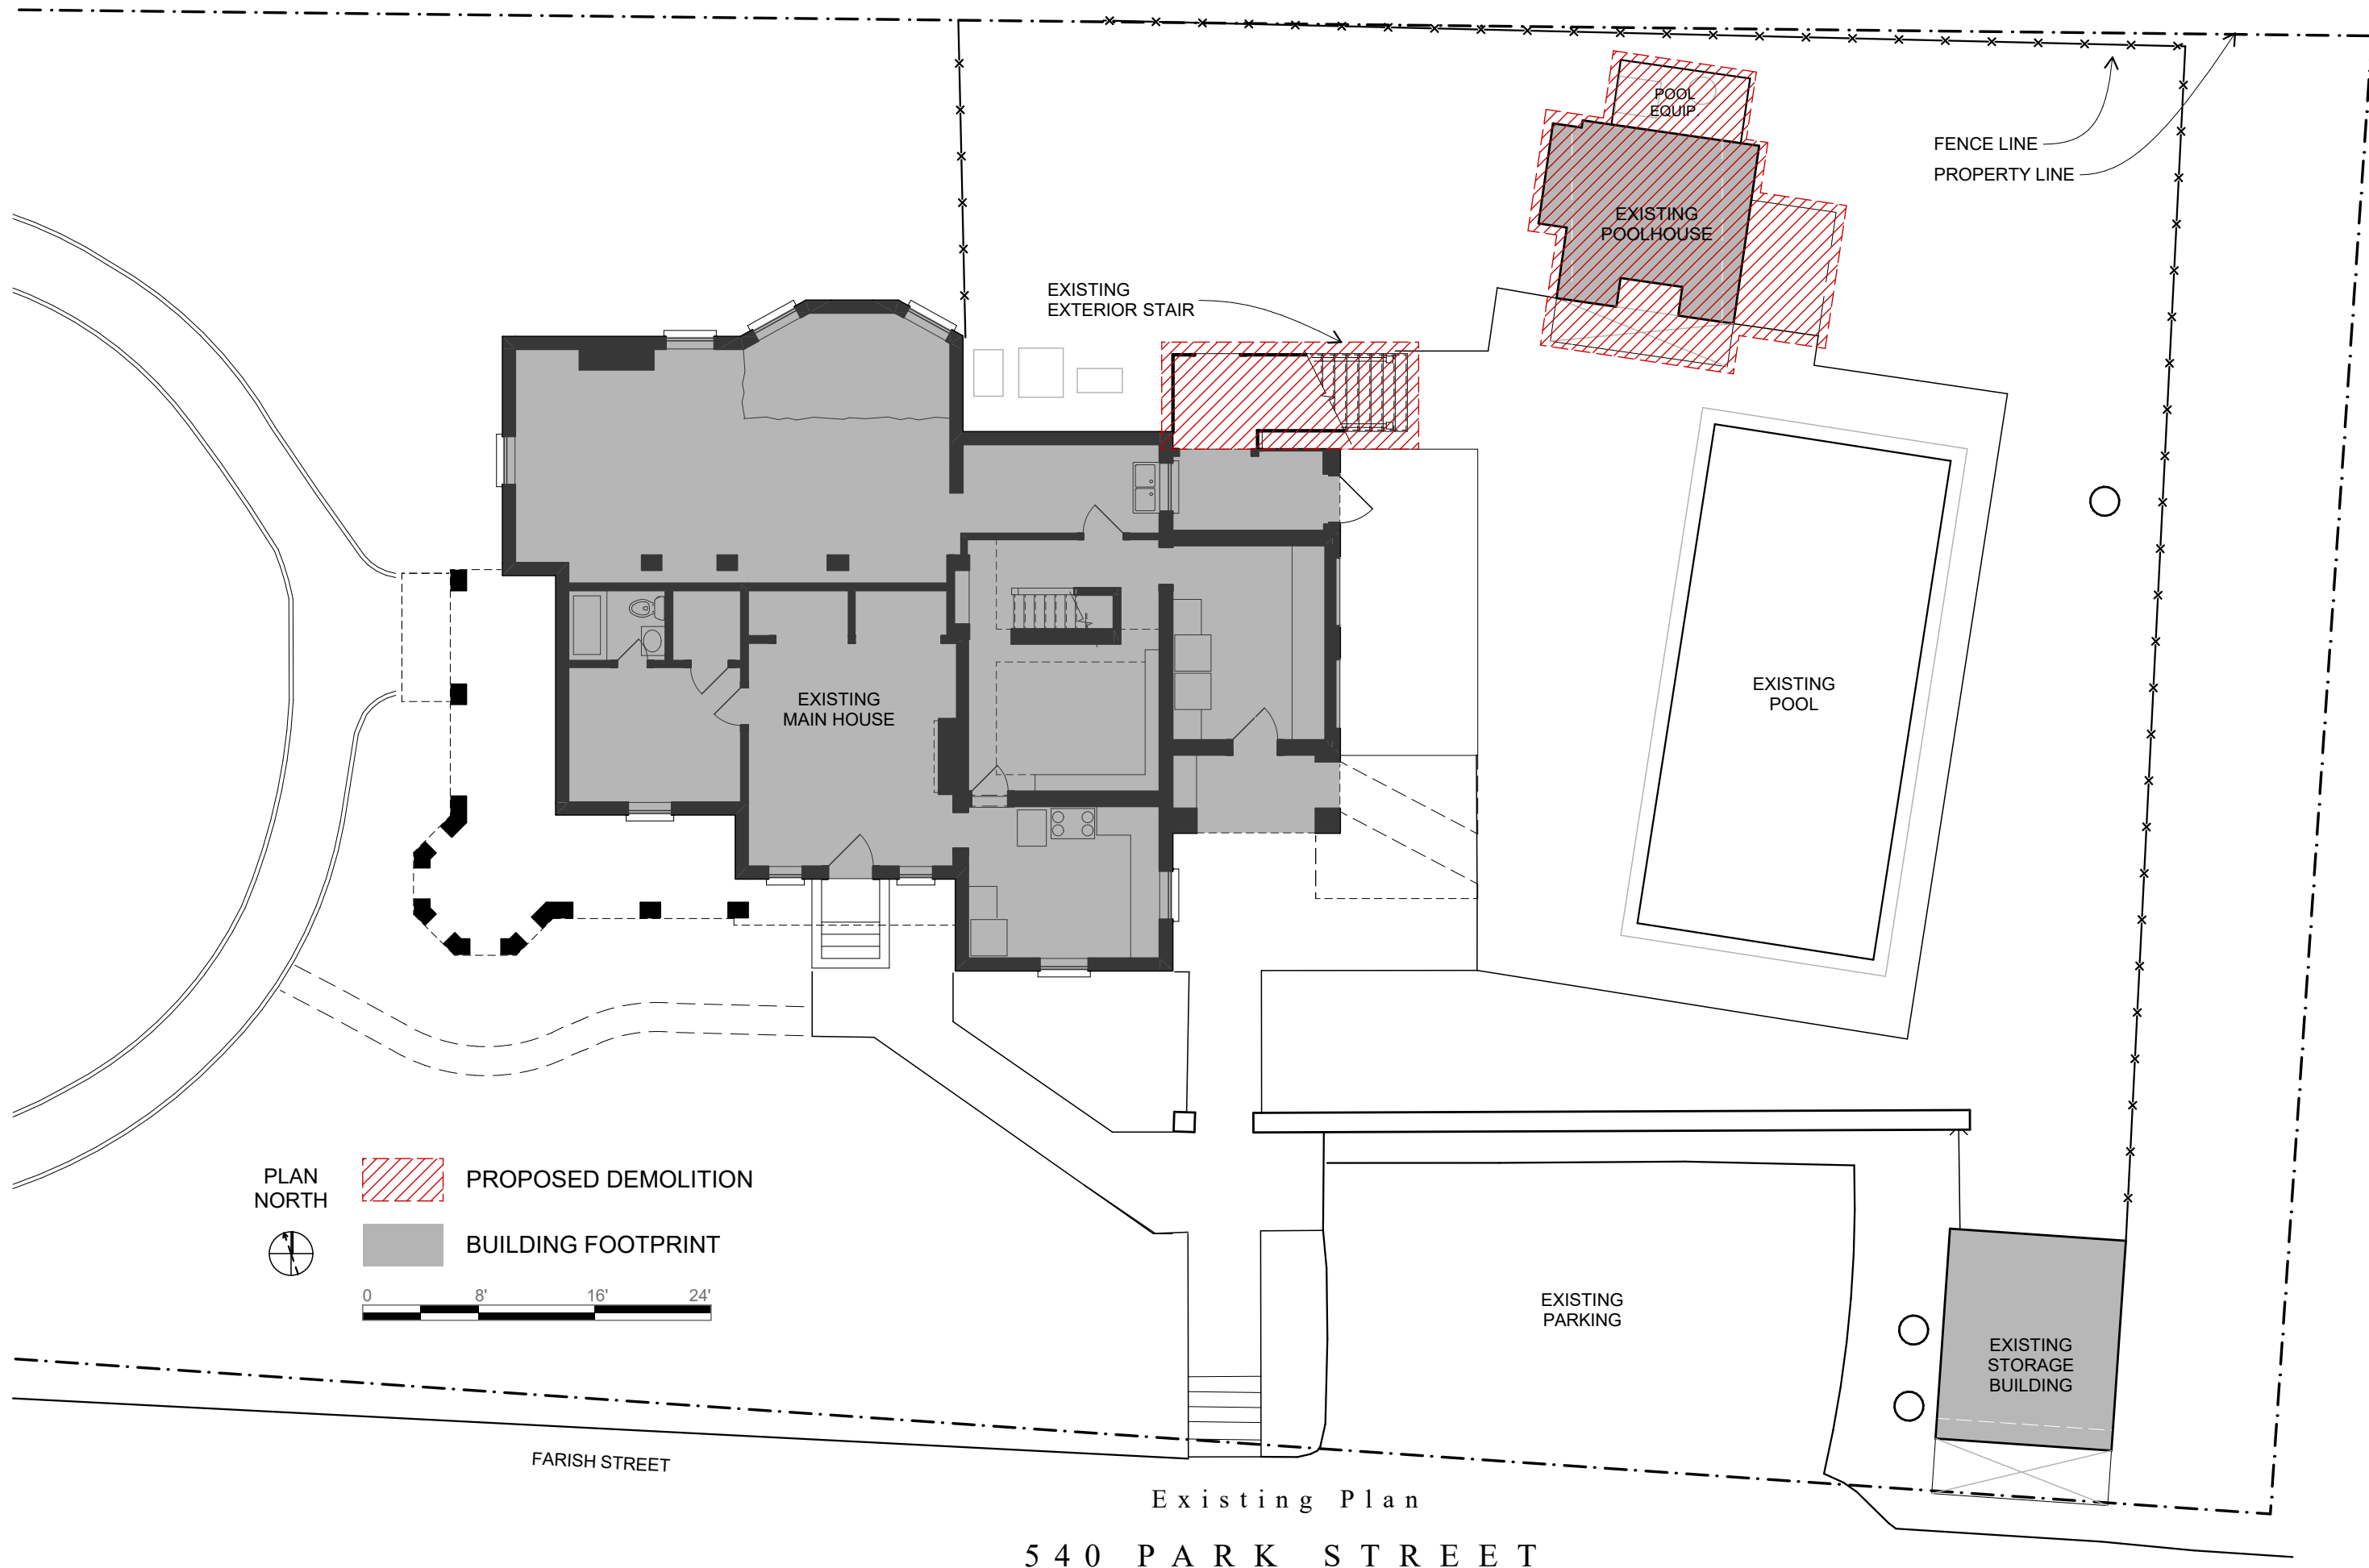 POOL
EQUIP.
FENCE LINE
PROPERTY LINE
EXISTING
POOLHOUSE
EXISTING
EXTERIOR STAIR
EXISTING
MAIN HOUSE
EXISTING
POOL
PLAN
NORTH
PROPOSED DEMOLITION
BUILDING FOOTPRINT
0 8' 16' 24'
EXISTING
PARKING
EXISTING
STORAGE
BUILDING
FARISH STREET
Existing Plan
540 PARK STREET